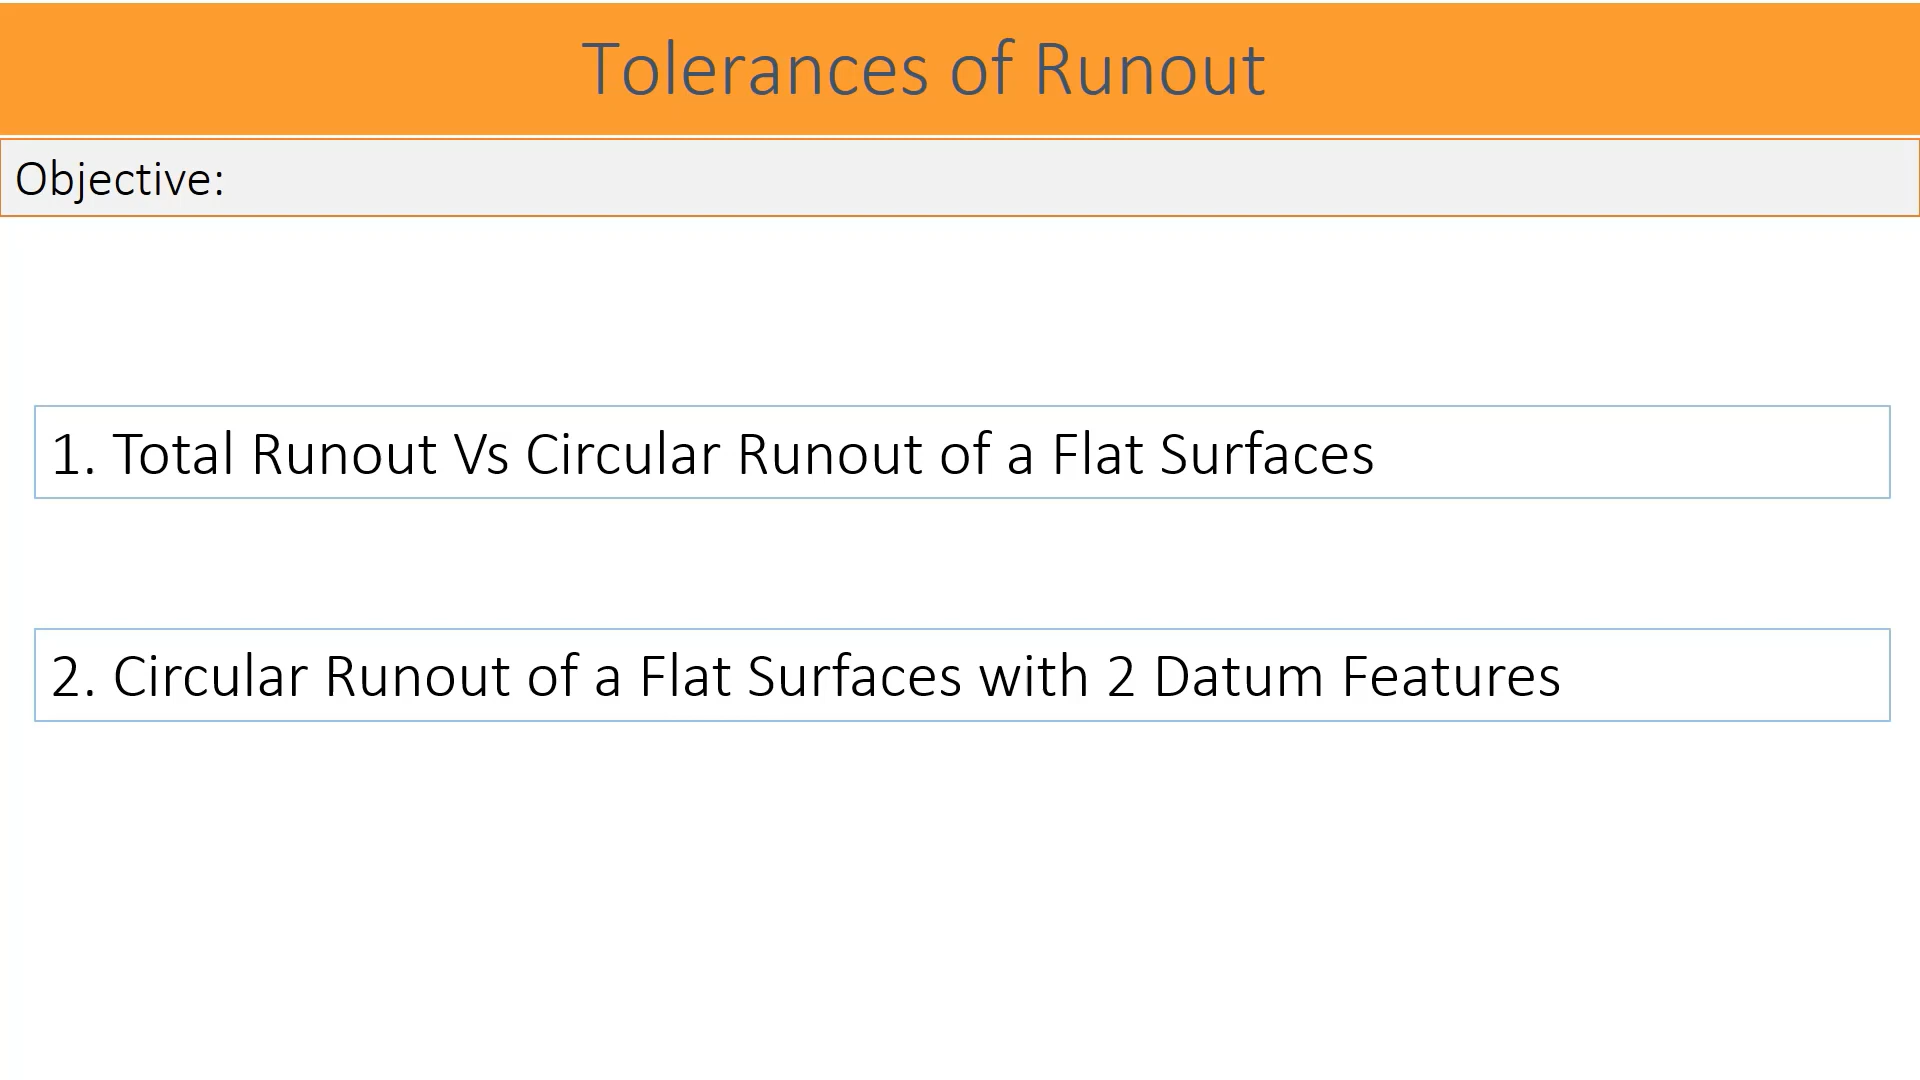 Tolerances of Runout
Objective:
1. Total Runout Vs Circular Runout of a Flat Surfaces
2. Circular Runout of a Flat Surfaces with 2 Datum Features